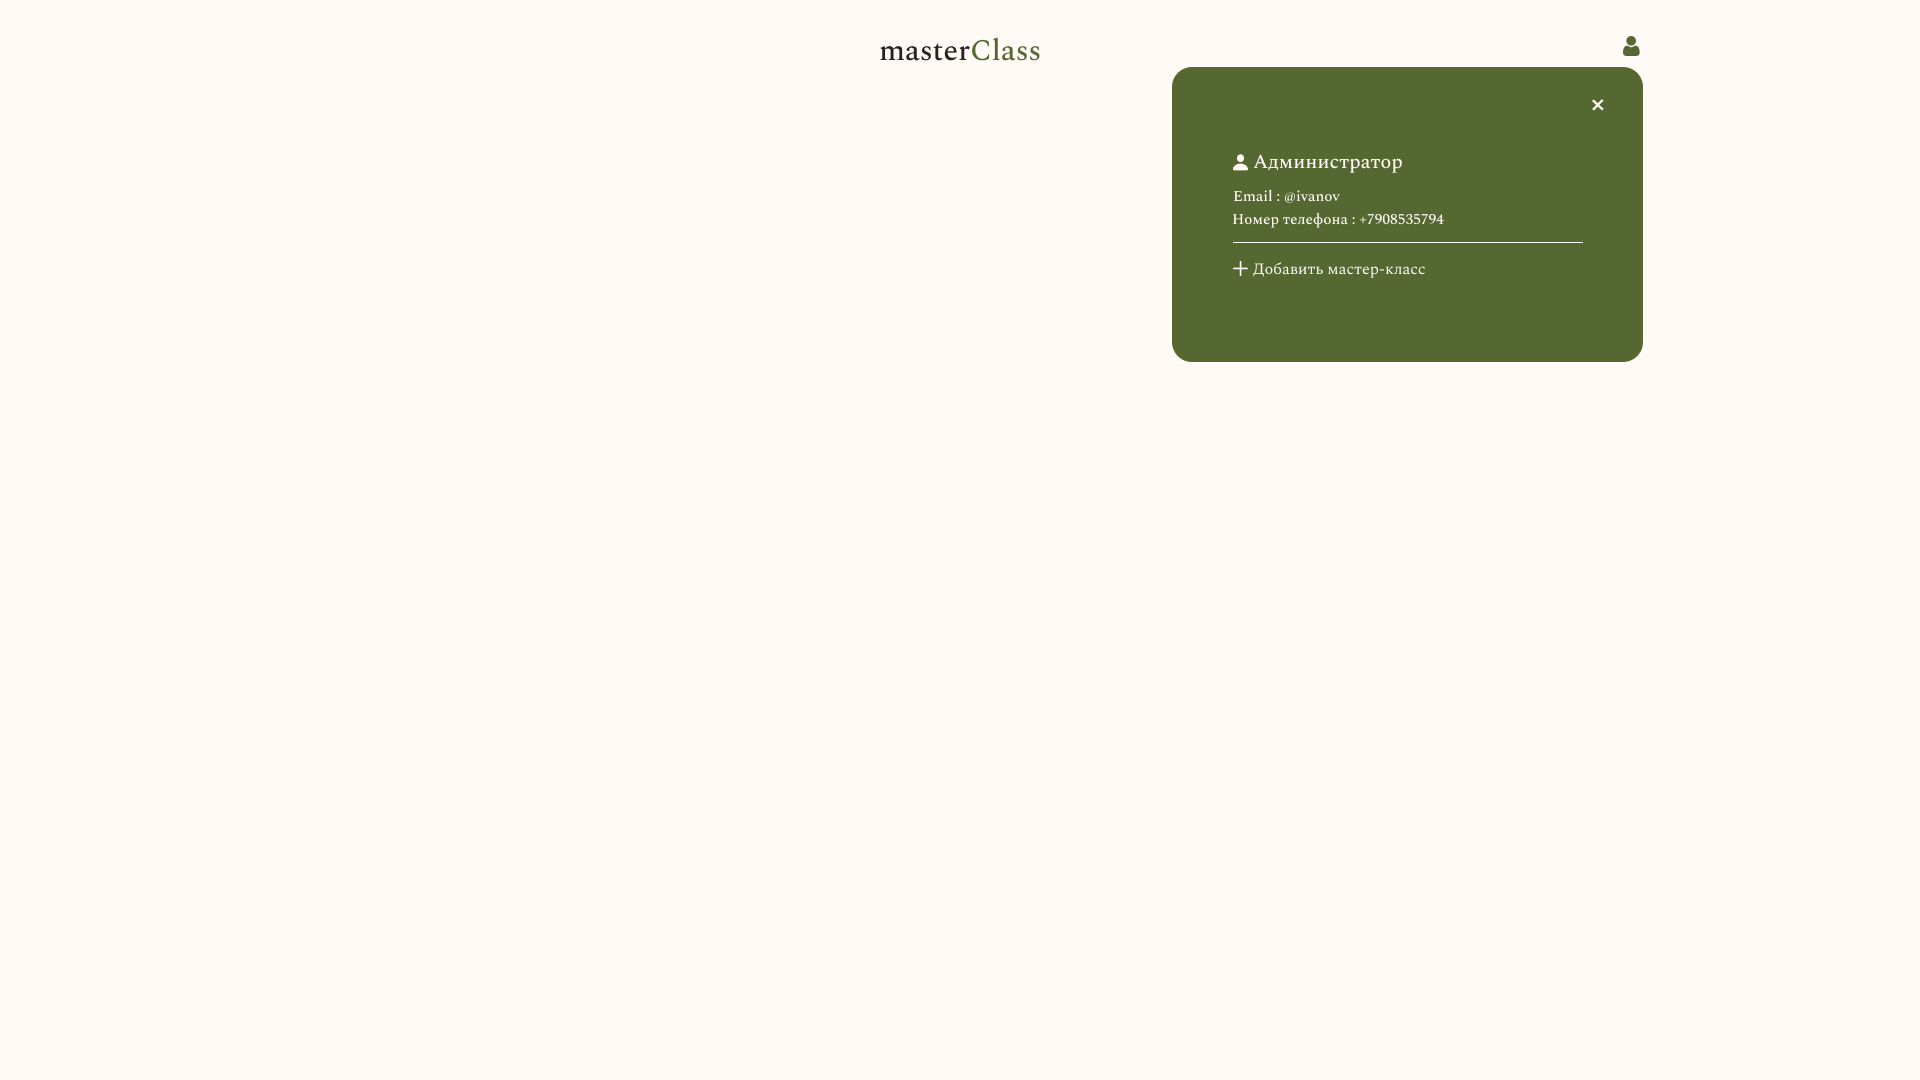 masterClass
Администратор
Email : @ivanov
Номер телефона : +7908535794
Добавить мастер-класс